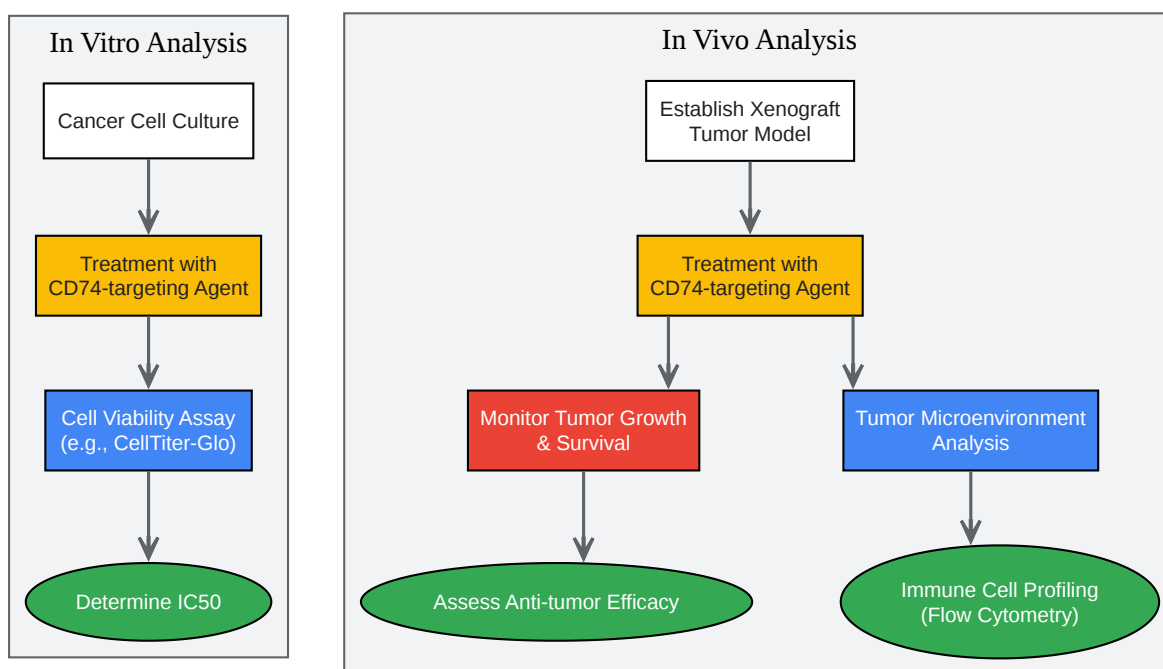 In Vitro Analysis
Cancer Cell Culture
Treatment with
CD74-targeting Agent
Cell Viability Assay
(e.g., CellTiter-Glo)
Determine IC50
In Vivo Analysis
Establish Xenograft
Tumor Model
Treatment with
CD74-targeting Agent
Monitor Tumor Growth
& Survival
Tumor Microenvironment
Analysis
Assess Anti-tumor Efficacy
Immune Cell Profiling
(Flow Cytometry)